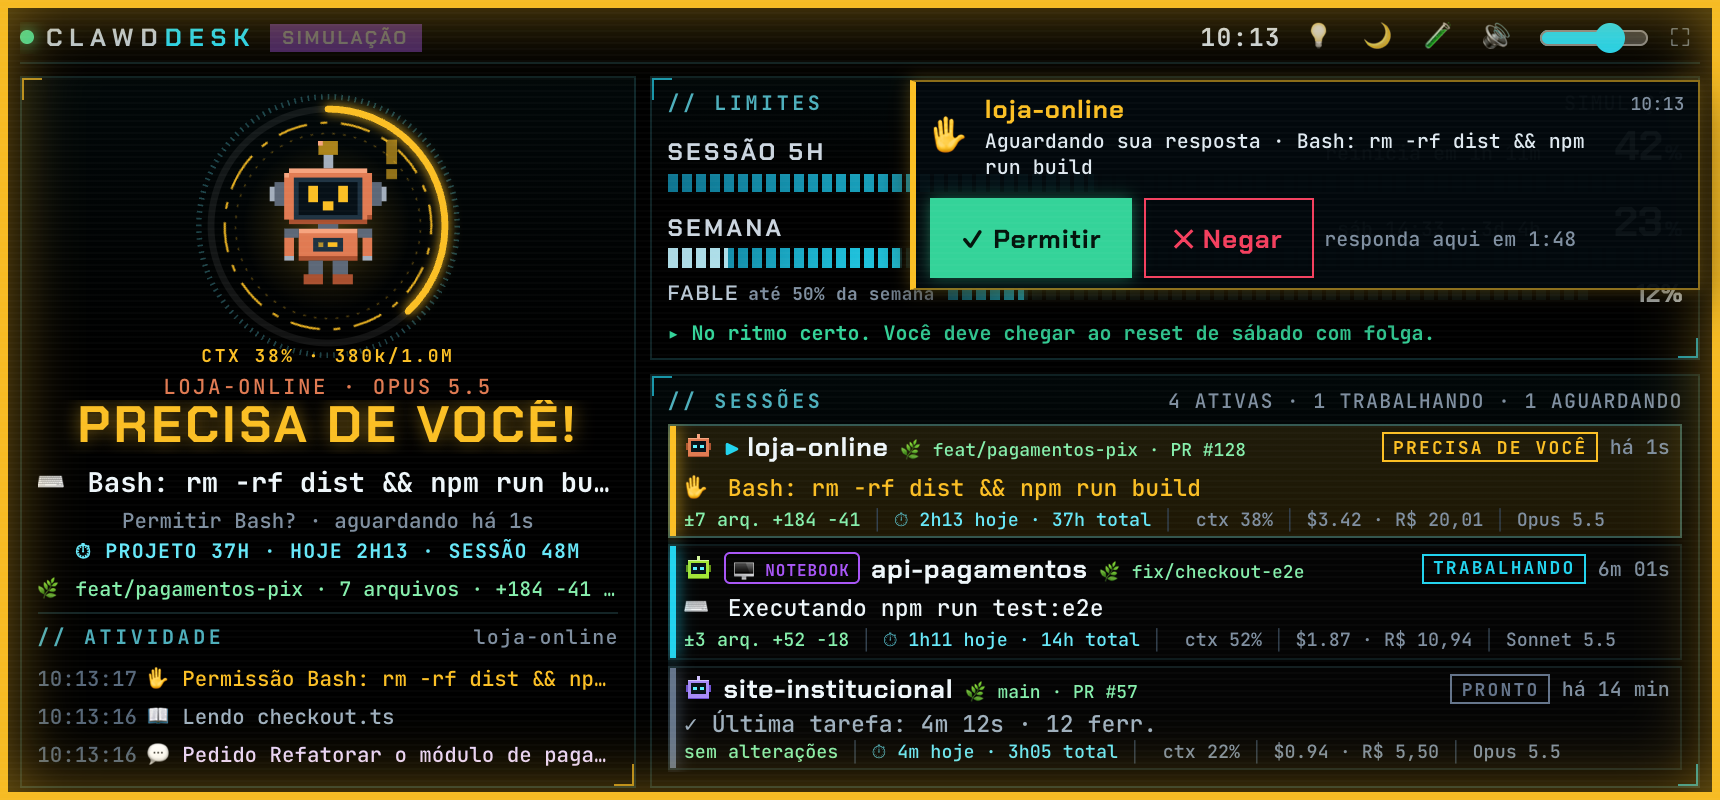 CLAWDDESK SIMULAÇÃO
10:13
CTX 38% · 380k/1.0M
LOJA-ONLINE · OPUS 5.5
PRECISA DE VOCÊ!
Bash: rm -rf dist && npm run bu…
Permitir Bash? · aguardando há 1s
⏱ PROJETO 37H · HOJE 2H13 · SESSÃO 48M
feat/pagamentos-pix · 7 arquivos · +184 -41 …
// ATIVIDADE loja-online
10:13:17 Permissão Bash: rm -rf dist && np…
10:13:16 Lendo checkout.ts
10:13:16 Pedido Refatorar o módulo de paga…
// LIMITES
SESSÃO 5H 42%
SEMANA 23%
FABLE até 50% da semana 12%
▸ No ritmo certo. Você deve chegar ao reset de sábado com folga.
loja-online 10:13
Aguardando sua resposta · Bash: rm -rf dist && npm
run build
✓ Permitir ✕ Negar responda aqui em 1:48
// SESSÕES 4 ATIVAS · 1 TRABALHANDO · 1 AGUARDANDO
▸ loja-online feat/pagamentos-pix · PR #128 PRECISA DE VOCÊ há 1s
Bash: rm -rf dist && npm run build
±7 arq. +184 -41 ⏱ 2h13 hoje · 37h total ctx 38% $3.42 · R$ 20,01 Opus 5.5
NOTEBOOK api-pagamentos fix/checkout-e2e TRABALHANDO 6m 01s
Executando npm run test:e2e
±3 arq. +52 -18 ⏱ 1h11 hoje · 14h total ctx 52% $1.87 · R$ 10,94 Sonnet 5.5
site-institucional main · PR #57 PRONTO há 14 min
✓ Última tarefa: 4m 12s · 12 ferr.
sem alterações ⏱ 4m hoje · 3h05 total ctx 22% $0.94 · R$ 5,50 Opus 5.5